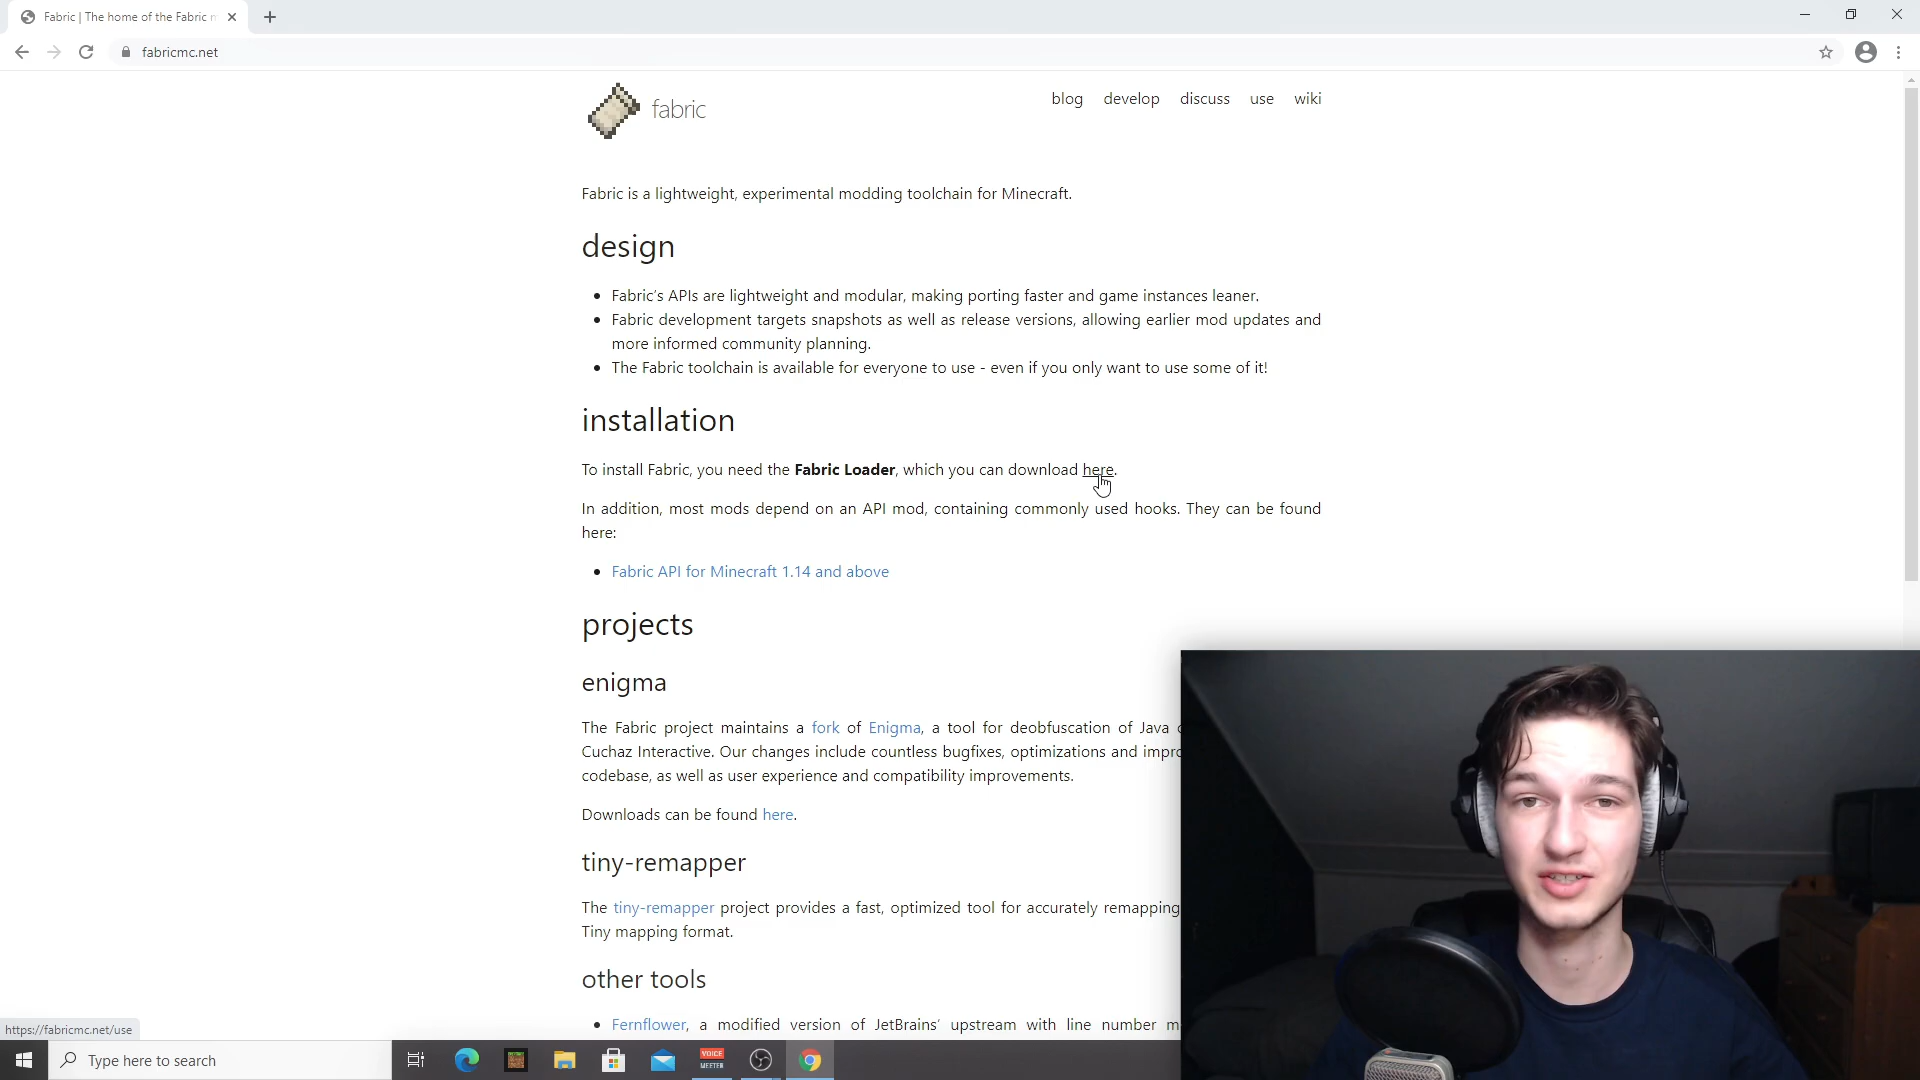 Fabric | The home of the Fabric m
fabricmc.net
fabric
blog develop discuss use wiki
Fabric is a lightweight, experimental modding toolchain for Minecraft.
design
Fabric's APIs are lightweight and modular, making porting faster and game instances leaner.
Fabric development targets snapshots as well as release versions, allowing earlier mod updates and
more informed community planning.
The Fabric toolchain is available for everyone to use - even if you only want to use some of it!
installation
To install Fabric, you need the Fabric Loader, which you can download here.
In addition, most mods depend on an API mod, containing commonly used hooks. They can be found
here:
Fabric API for Minecraft 1.14 and above
projects
enigma
The Fabric project maintains a fork of Enigma, a tool for deobfuscation of Java
Cuchaz Interactive. Our changes include countless bugfixes, optimizations and impro
codebase, as well as user experience and compatibility improvements.
Downloads can be found here.
tiny-remapper
The tiny-remapper project provides a fast, optimized tool for accurately remapping
Tiny mapping format.
other tools
Fernflower, a modified version of JetBrains' upstream with line number m
https://fabricmc.net/use
Type here to search
VOICE
MEETER